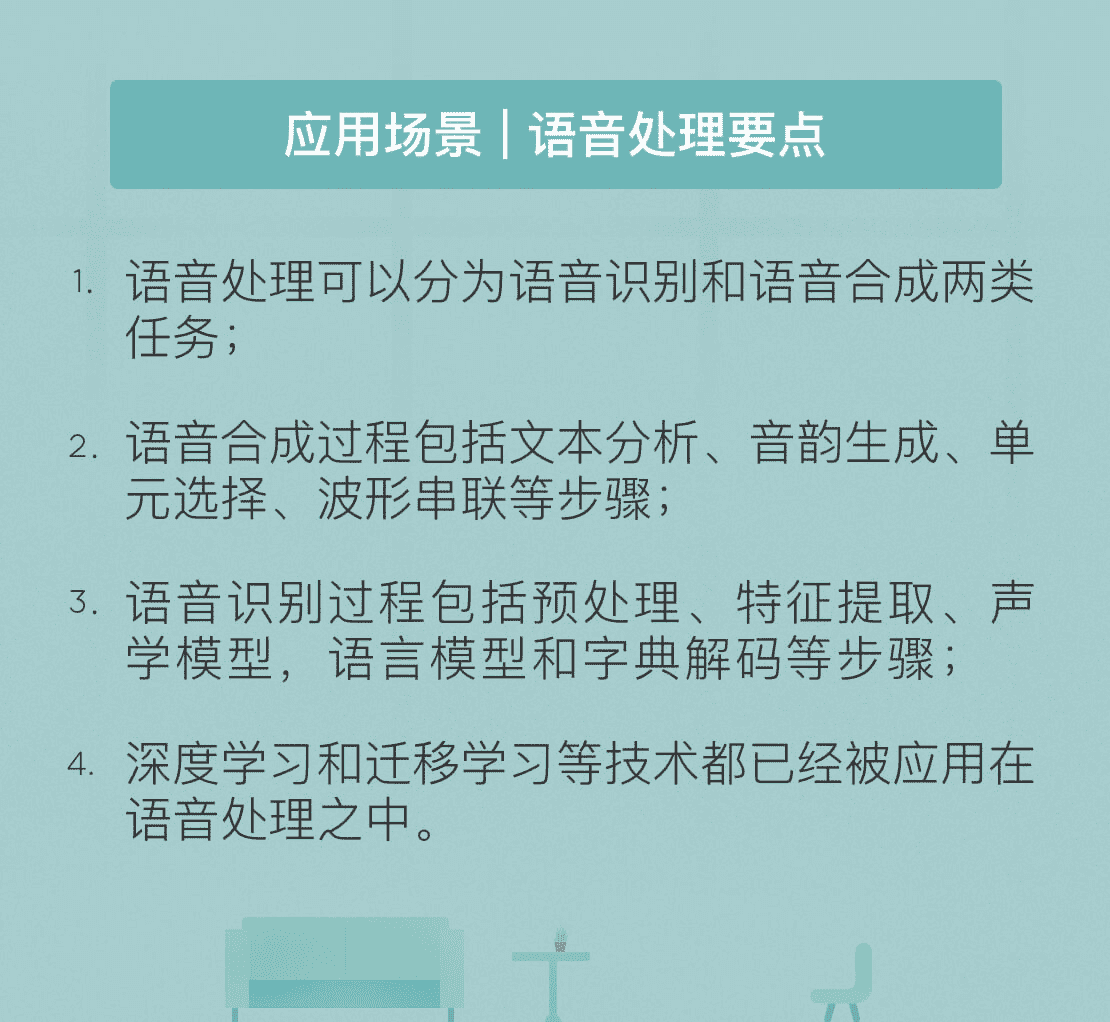 应用场景 | 语音处理要点
1. 语音处理可以分为语音识别和语音合成两类
任务；
2. 语音合成过程包括文本分析、音韵生成、单
元选择、波形串联等步骤；
3. 语音识别过程包括预处理、特征提取、声
学模型，语言模型和字典解码等步骤；
4. 深度学习和迁移学习等技术都已经被应用在
语音处理之中。